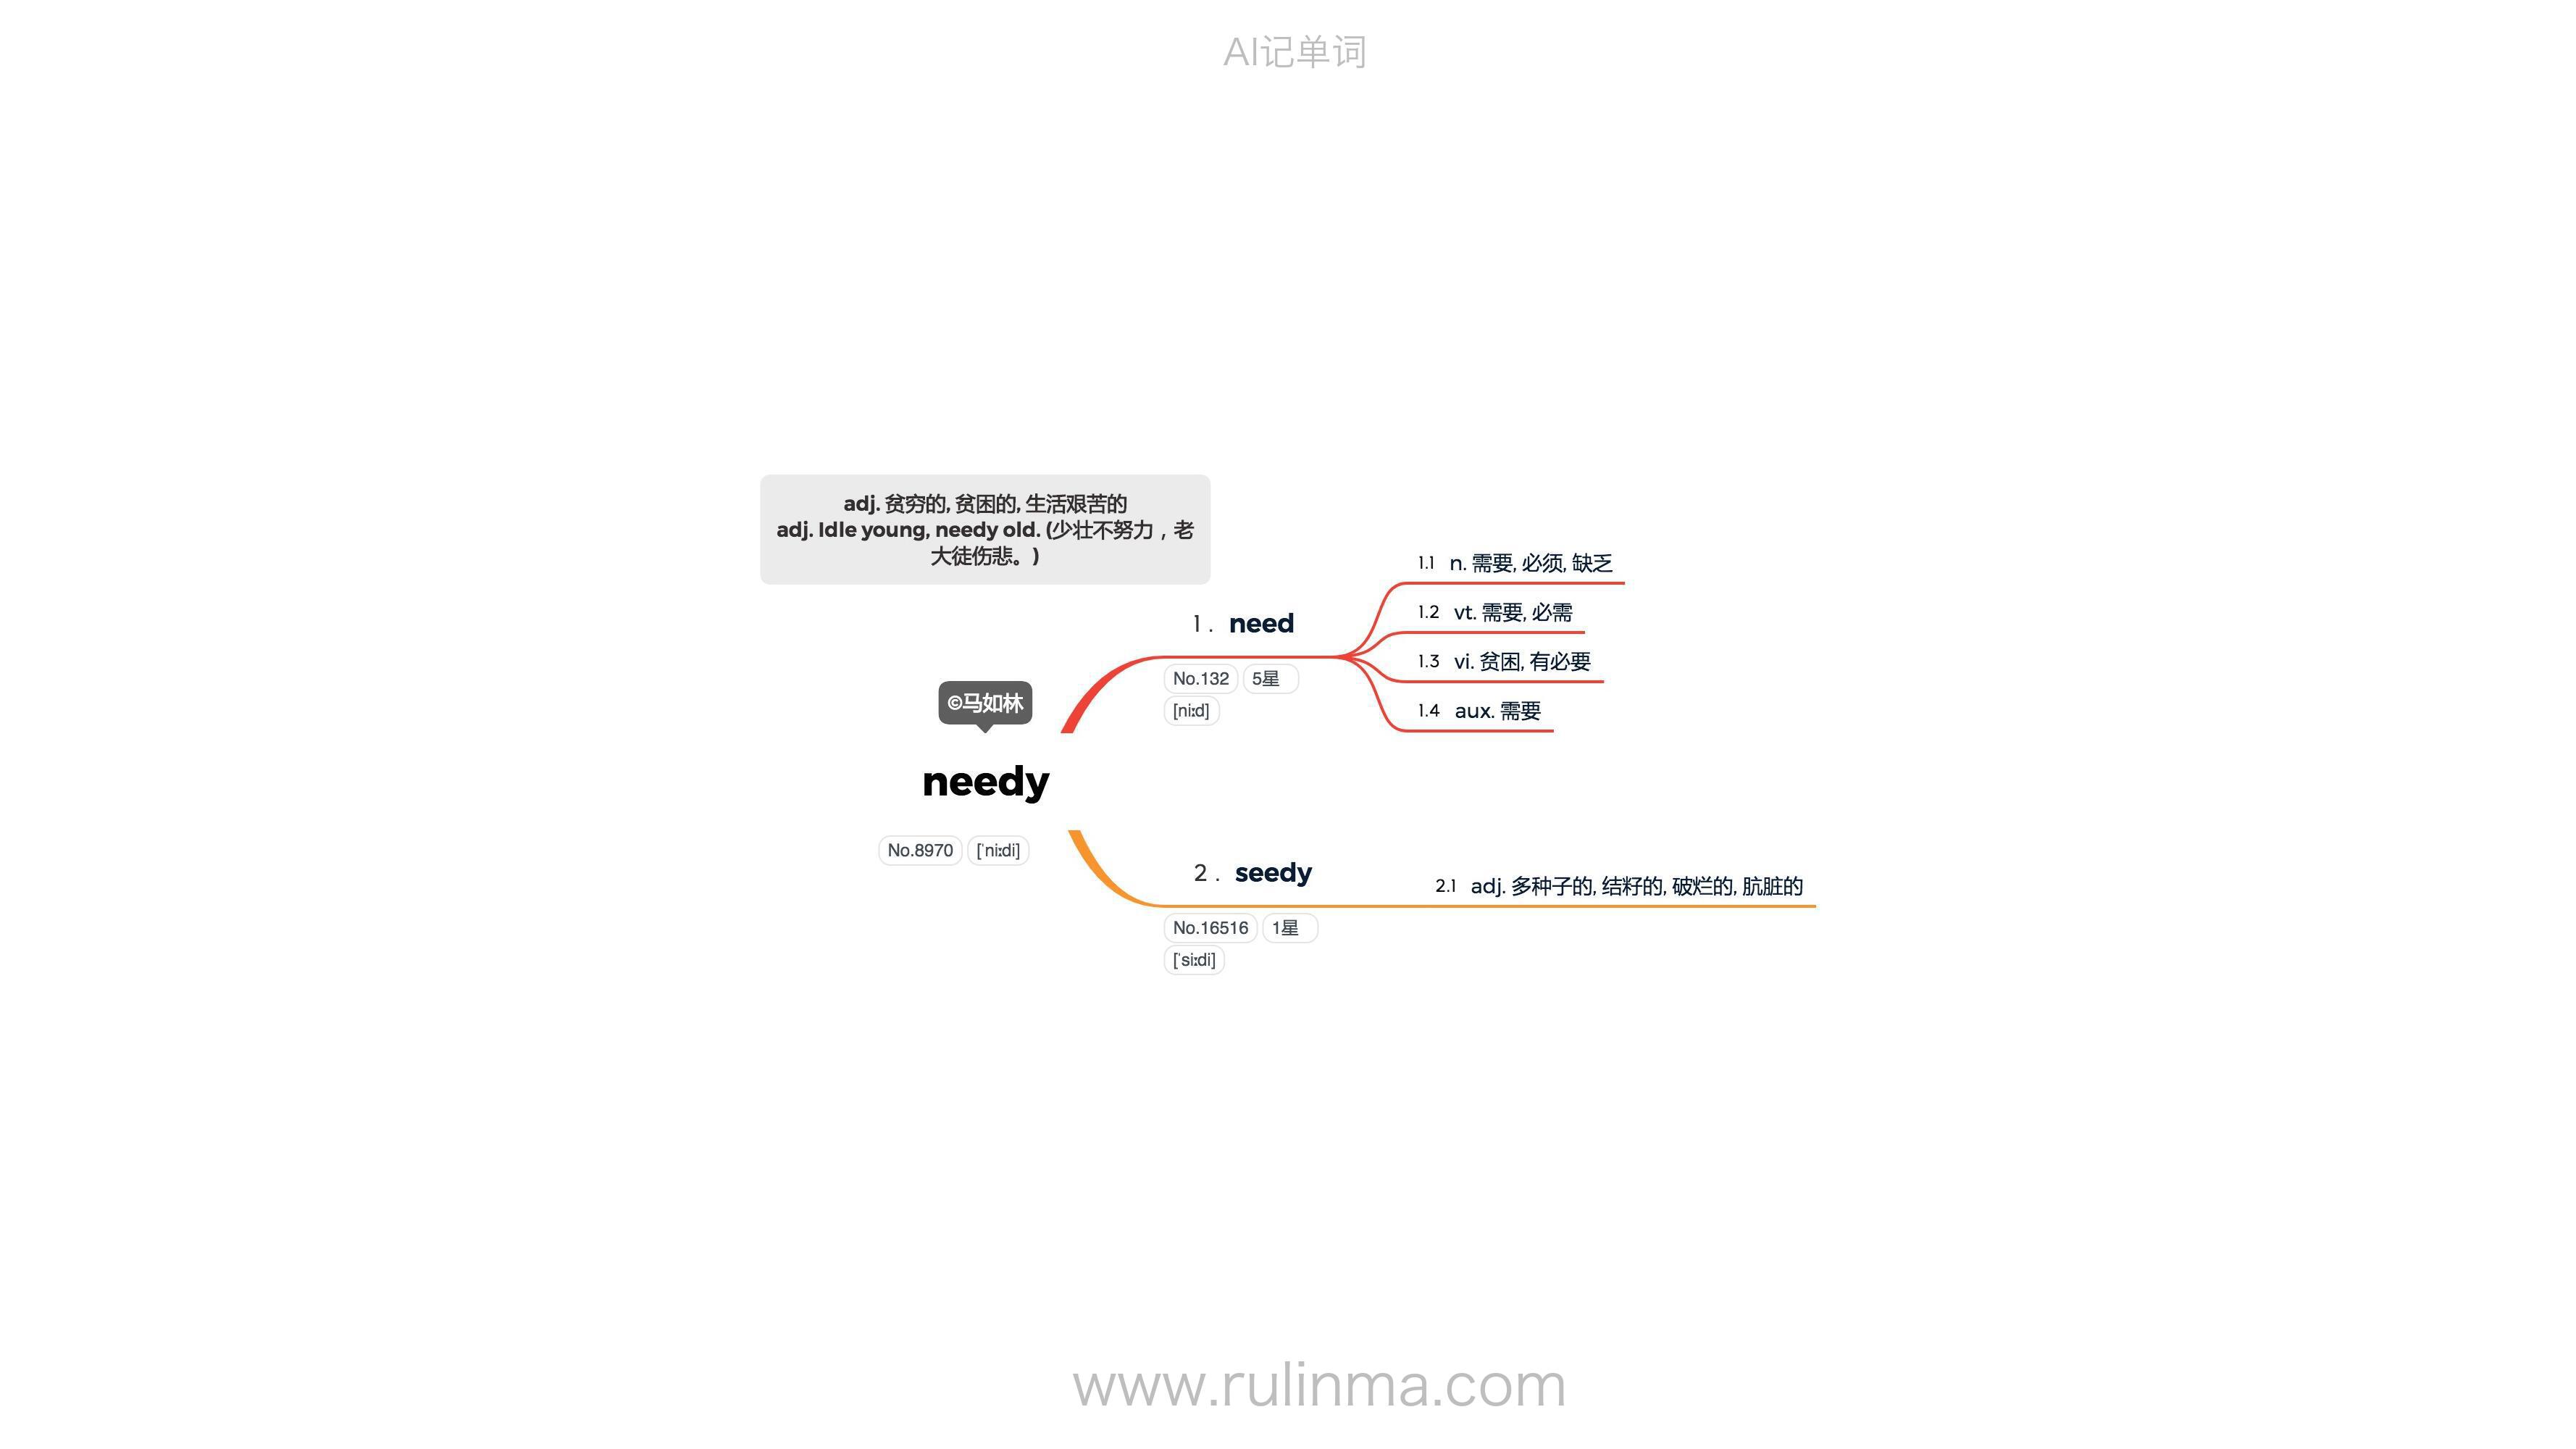 AI记单词
adj. 贫穷的, 贫困的, 生活艰苦的
adj. Idle young, needy old. (少壮不努力，老
大徒伤悲。)
©马如林
needy
No.8970 [ˈniːdi]
1 . need
No.132 5星
[niːd]
1.1 n. 需要, 必须, 缺乏
1.2 vt. 需要, 必需
1.3 vi. 贫困, 有必要
1.4 aux. 需要
2 . seedy
No.16516 1星
[ˈsiːdi]
2.1 adj. 多种子的, 结籽的, 破烂的, 肮脏的
www.rulinma.com